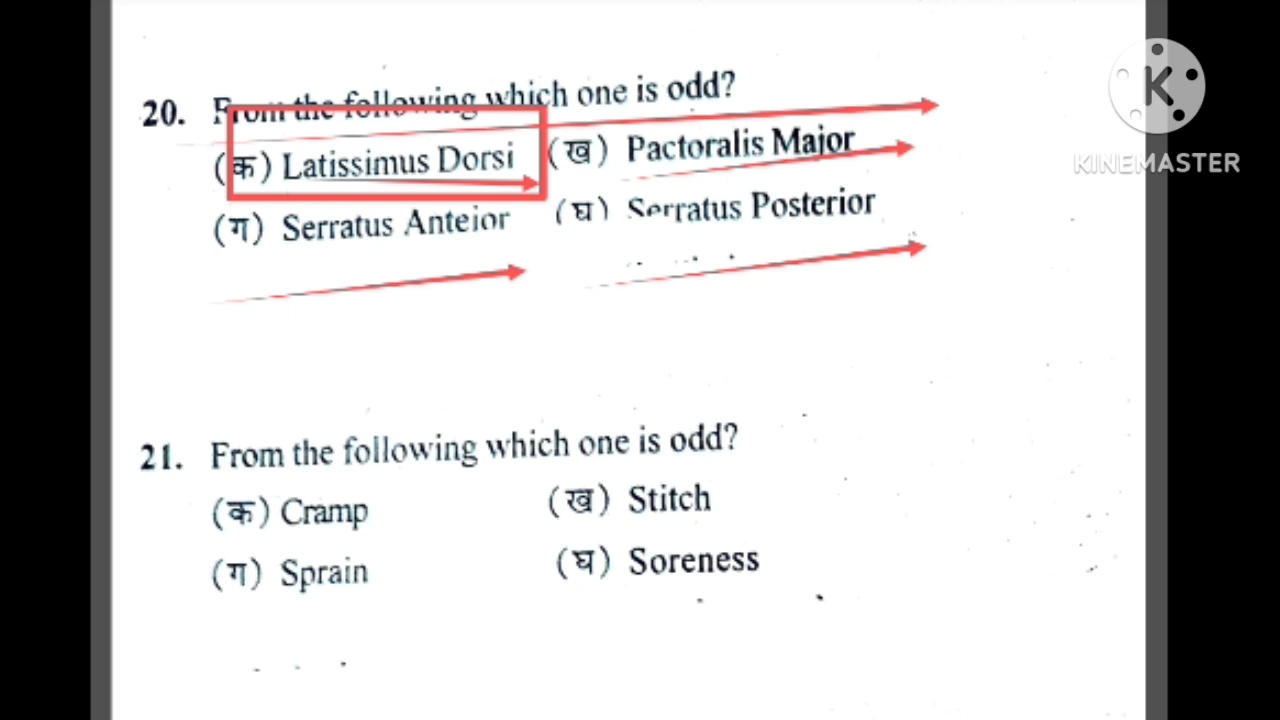 20. From the following which one is odd?
(क) Latissimus Dorsi (ख) Pactoralis Major
(ग) Serratus Anteior (घ) Serratus Posterior
21. From the following which one is odd?
(क) Cramp (ख) Stitch
(ग) Sprain (घ) Soreness
K
KINEMASTER